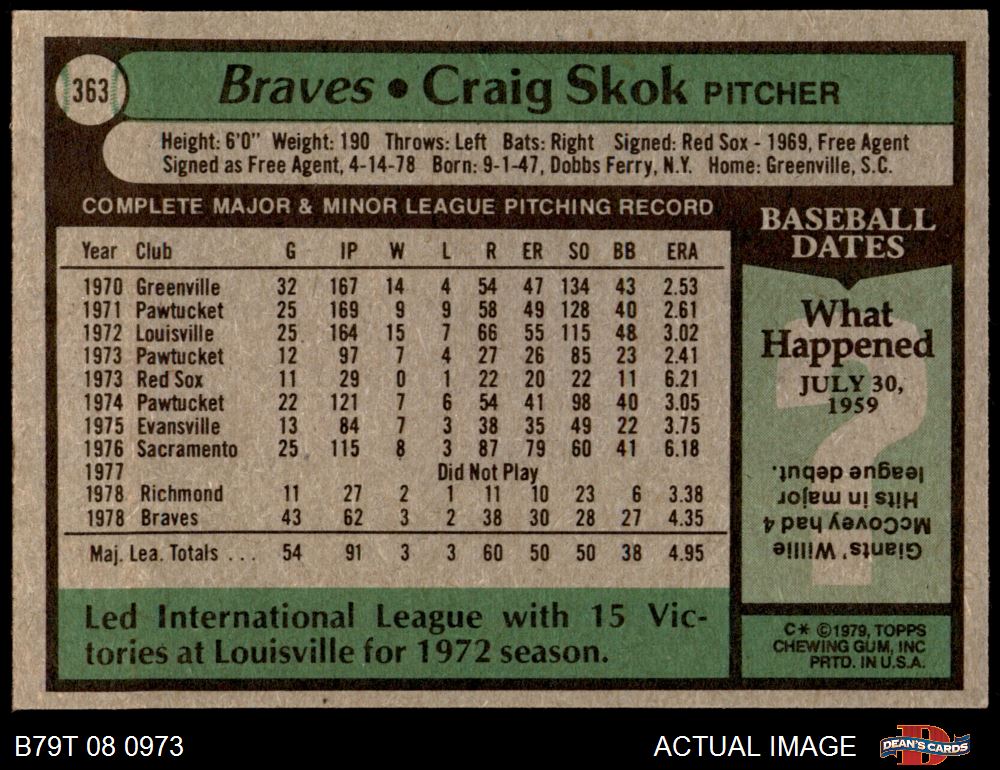 363
Braves • Craig Skok PITCHER
Height: 6'0" Weight: 190 Throws: Left Bats: Right Signed: Red Sox - 1969, Free Agent
Signed as Free Agent, 4-14-78 Born: 9-1-47, Dobbs Ferry, N.Y. Home: Greenville, S.C.
COMPLETE MAJOR & MINOR LEAGUE PITCHING RECORD
Year Club G IP W L R ER SO BB ERA
1970 Greenville 32 167 14 4 54 47 134 43 2.53
1971 Pawtucket 25 169 9 9 58 49 128 40 2.61
1972 Louisville 25 164 15 7 66 55 115 48 3.02
1973 Pawtucket 12 97 7 4 27 26 85 23 2.41
1973 Red Sox 11 29 0 1 22 20 22 11 6.21
1974 Pawtucket 22 121 7 6 54 41 98 40 3.05
1975 Evansville 13 84 7 3 38 35 49 22 3.75
1976 Sacramento 25 115 8 3 87 79 60 41 6.18
1977 Did Not Play
1978 Richmond 11 27 2 1 11 10 23 6 3.38
1978 Braves 43 62 3 2 38 30 28 27 4.35
Maj. Lea. Totals . . . 54 91 3 3 60 50 50 38 4.95
Led International League with 15 Vic-
tories at Louisville for 1972 season.
BASEBALL
DATES
What
Happened
JULY 30,
1959
?
Giants' Willie
McCovey had 4
Hits in major
league debut.
C* ©1979, TOPPS
CHEWING GUM, INC
PRTD. IN U.S.A.
B79T 08 0973
ACTUAL IMAGE
D
DEAN'S CARDS